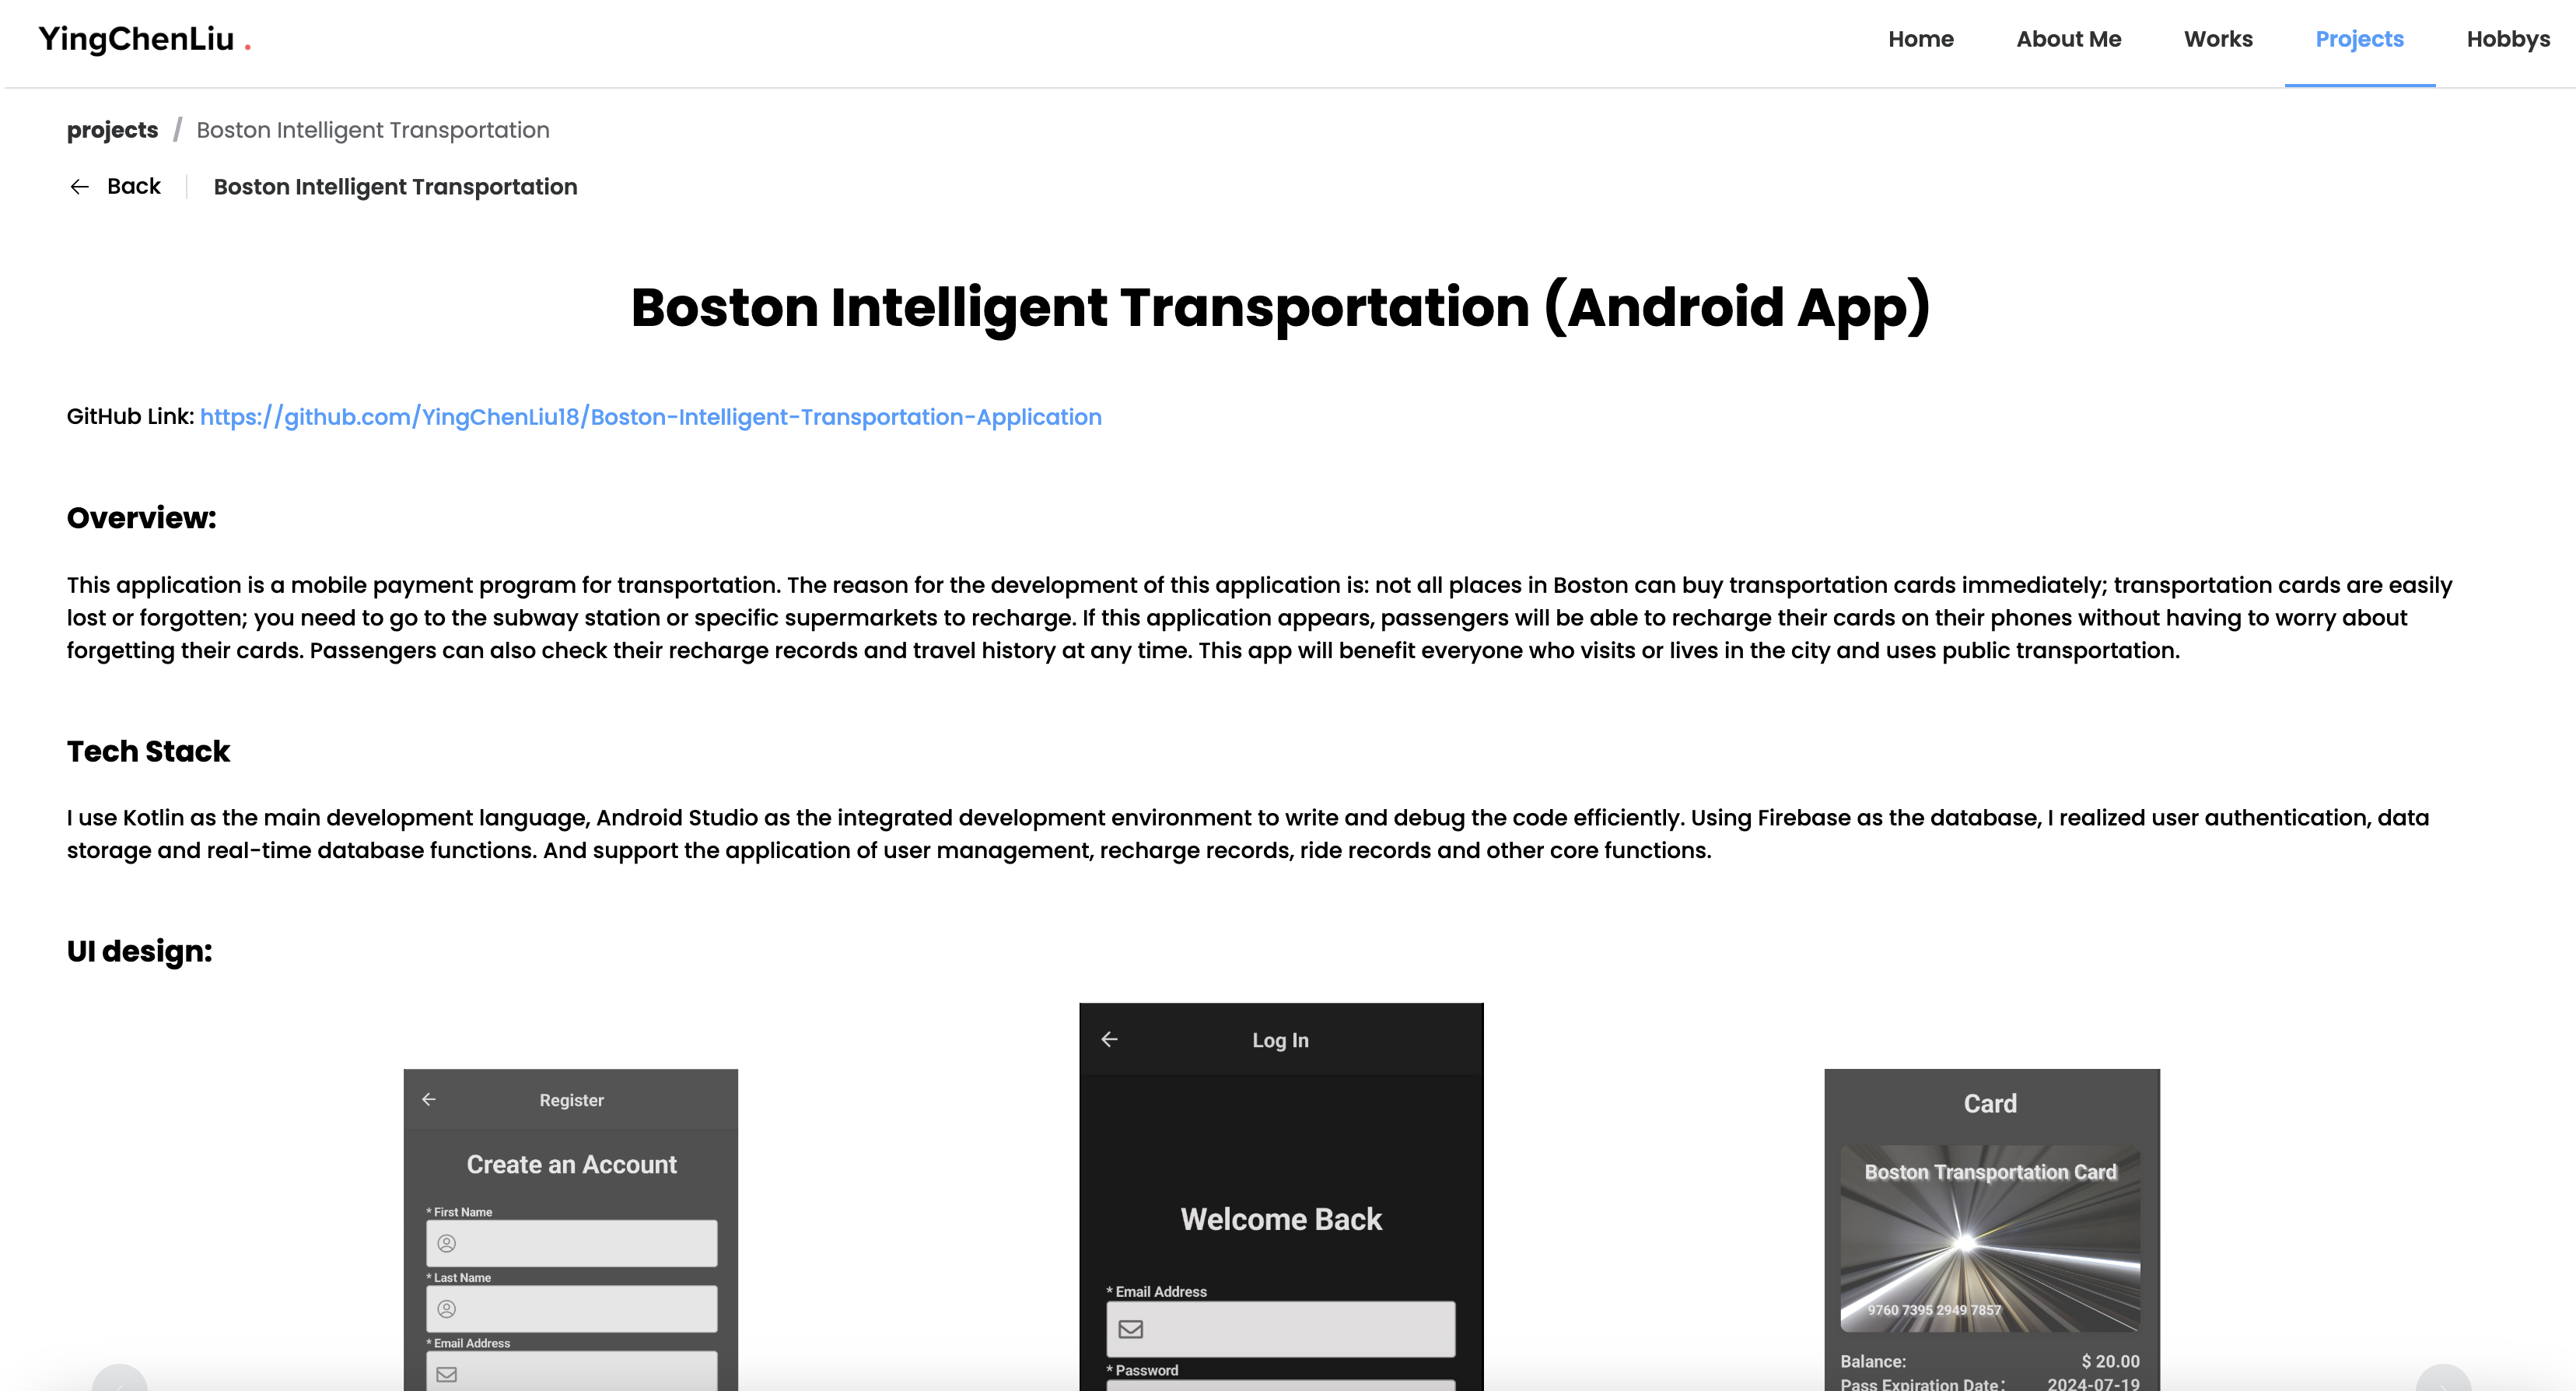 YingChenLiu .
Home
About Me
Works
Projects
Hobbys
projects / Boston Intelligent Transportation
← Back
Boston Intelligent Transportation
Boston Intelligent Transportation (Android App)
GitHub Link: https://github.com/YingChenLiu18/Boston-Intelligent-Transportation-Application
Overview:
This application is a mobile payment program for transportation. The reason for the development of this application is: not all places in Boston can buy transportation cards immediately; transportation cards are easily
lost or forgotten; you need to go to the subway station or specific supermarkets to recharge. If this application appears, passengers will be able to recharge their cards on their phones without having to worry about
forgetting their cards. Passengers can also check their recharge records and travel history at any time. This app will benefit everyone who visits or lives in the city and uses public transportation.
Tech Stack
I use Kotlin as the main development language, Android Studio as the integrated development environment to write and debug the code efficiently. Using Firebase as the database, I realized user authentication, data
storage and real-time database functions. And support the application of user management, recharge records, ride records and other core functions.
UI design:
Register
Create an Account
* First Name
* Last Name
* Email Address
Log In
Welcome Back
* Email Address
* Password
Card
Boston Transportation Card
9760 7395 2949 7857
Balance: $ 20.00
Pass Expiration Date: 2024-07-19